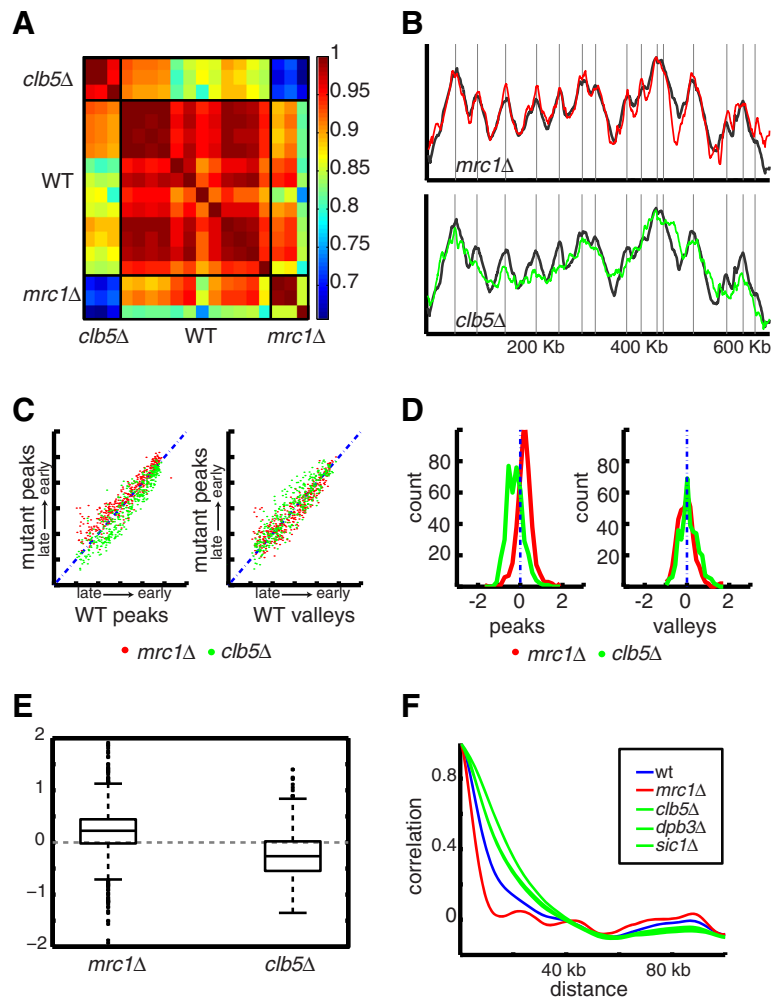 A
clb5Δ
WT
mrc1Δ
clb5Δ
WT
mrc1Δ
1
0.95
0.9
0.85
0.8
0.75
0.7
B
mrc1Δ
clb5Δ
200 Kb
400 Kb
600 Kb
C
mutant peaks
late → early
late → early
WT peaks
mutant peaks
late → early
late → early
WT valleys
mrc1Δ
clb5Δ
D
count
80
60
40
20
-2
0
2
peaks
count
80
60
40
20
-2
0
2
valleys
mrc1Δ
clb5Δ
E
2
1
0
−1
−2
mrc1Δ
clb5Δ
F
correlation
0.8
0.4
0
40 kb
80 kb
distance
wt
mrc1Δ
clb5Δ
dpb3Δ
sic1Δ